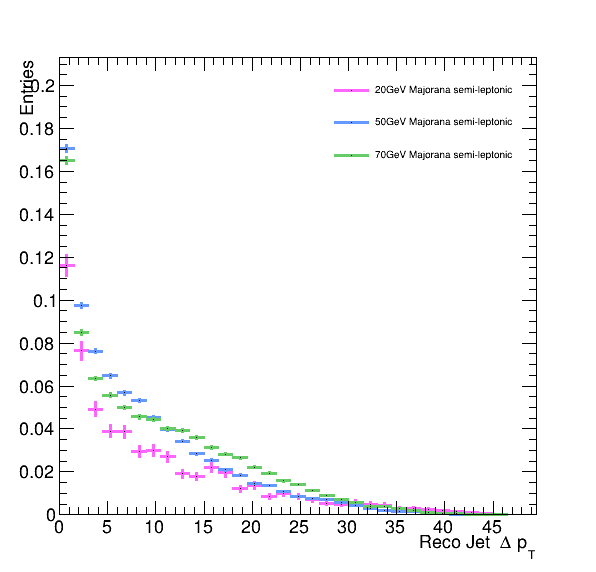 Entries
0.2
0.18
0.16
0.14
0.12
0.1
0.08
0.06
0.04
0.02
0
20GeV Majorana semi-leptonic
50GeV Majorana semi-leptonic
70GeV Majorana semi-leptonic
0 5 10 15 20 25 30 35 40 45
Reco Jet Δ p_T